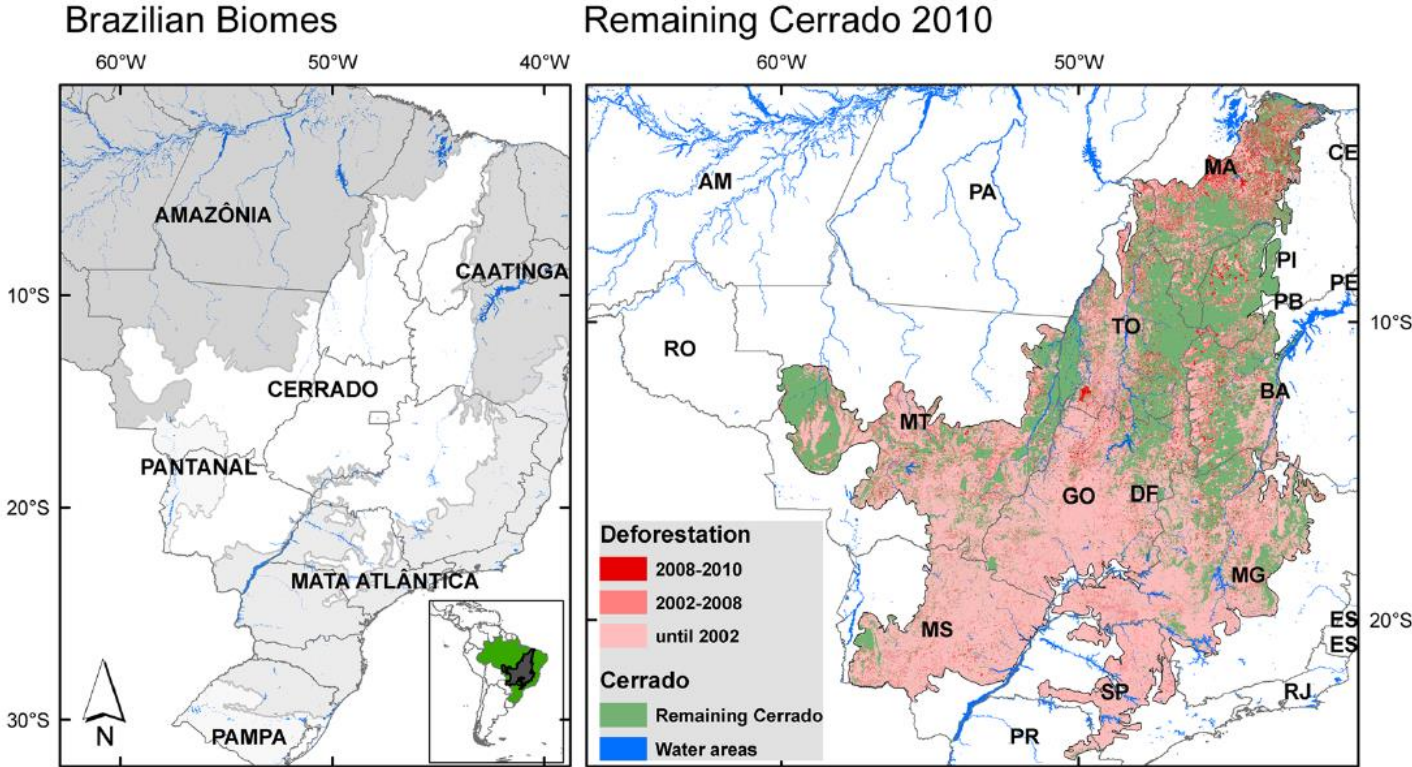 Brazilian Biomes
60°W
50°W
40°W
AMAZÔNIA
CAATINGA
10°S
CERRADO
PANTANAL
20°S
MATA ATLÂNTICA
30°S
N
PAMPA
Remaining Cerrado 2010
60°W
50°W
MA
CE
AM
PA
PI
PE
PB
TO
10°S
RO
BA
MT
GO
DF
MG
MS
20°S
ES
ES
SP
RJ
PR
Deforestation
2008-2010
2002-2008
until 2002
Cerrado
Remaining Cerrado
Water areas